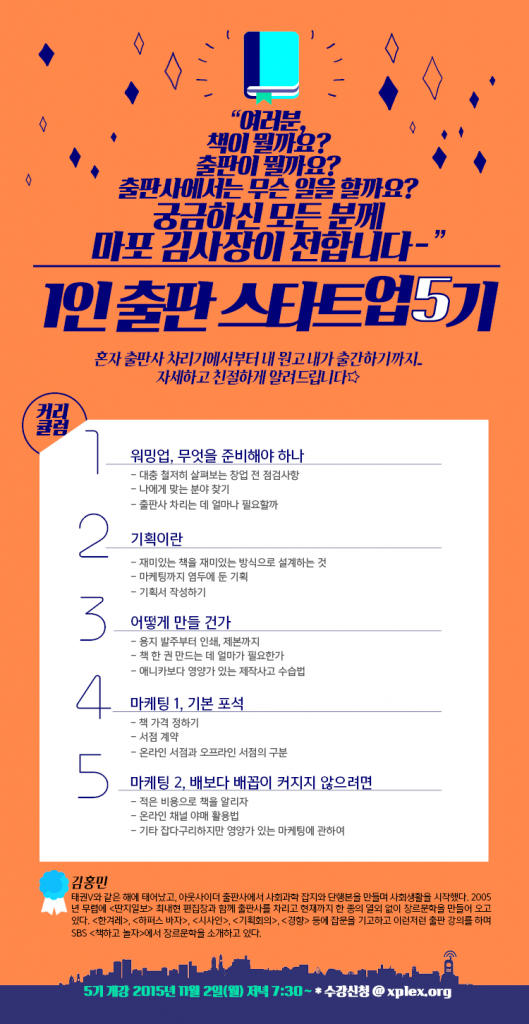 “여러분,
책이 뭘까요?
출판이 뭘까요?
출판사에서는 무슨 일을 할까요?
궁금하신 모든 분께
마포 김사장이 전합니다-”
1인 출판 스타트업5기
혼자 출판사 차리기에서부터 내 원고 내가 출간하기까지..
자세하고 친절하게 알려드립니다☆
커리
큘럼
1
워밍업, 무엇을 준비해야 하나
- 대충 철저히 살펴보는 창업 전 점검사항
- 나에게 맞는 분야 찾기
- 출판사 차리는 데 얼마나 필요할까
2
기획이란
- 재미있는 책을 재미있는 방식으로 설계하는 것
- 마케팅까지 염두에 둔 기획
- 기획서 작성하기
3
어떻게 만들 건가
- 용지 발주부터 인쇄, 제본까지
- 책 한 권 만드는 데 얼마가 필요한가
- 애니카보다 영양가 있는 제작사고 수습법
4
마케팅 1, 기본 포석
- 책 가격 정하기
- 서점 계약
- 온라인 서점과 오프라인 서점의 구분
5
마케팅 2, 배보다 배꼽이 커지지 않으려면
- 적은 비용으로 책을 알리자
- 온라인 채널 야매 활용법
- 기타 잡다구리하지만 영양가 있는 마케팅에 관하여
김홍민
태권V와 같은 해에 태어났고, 아웃사이더 출판사에서 사회과학 잡지와 단행본을 만들며 사회생활을 시작했다. 2005
년 무렵에 <딴지일보> 최내현 편집장과 함께 출판사를 차리고 현재까지 한 종의 열외 없이 장르문학을 만들어 오고
있다. <한겨레>, <하퍼스 바자>, <시사인>, <기획회의>, <경향> 등에 잡문을 기고하고 이런저런 출판 강의를 하며
SBS <책하고 놀자>에서 장르문학을 소개하고 있다.
5기 개강 2015년 11월 2일(월) 저녁 7:30~ * 수강신청 @ xplex.org